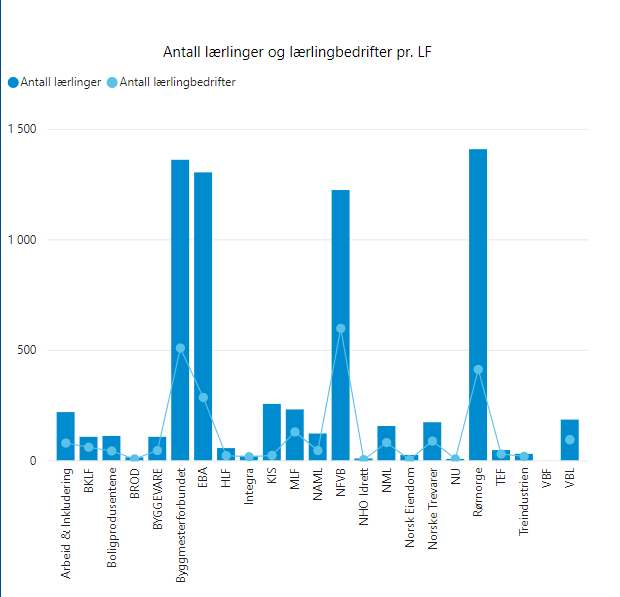 Antall lærlinger og lærlingbedrifter pr. LF
Antall lærlinger Antall lærlingbedrifter
1 500
1 000
500
0
Arbeid & Inkludering
BKLF
Boligprodusentene
BROD
BYGGEVARE
Byggmesterforbundet
EBA
HLF
Integra
KIS
MLF
NAML
NFVB
NHO Idrett
NML
Norsk Eiendom
Norske Trevarer
NU
Rørnorge
TEF
Treindustrien
VBF
VBL